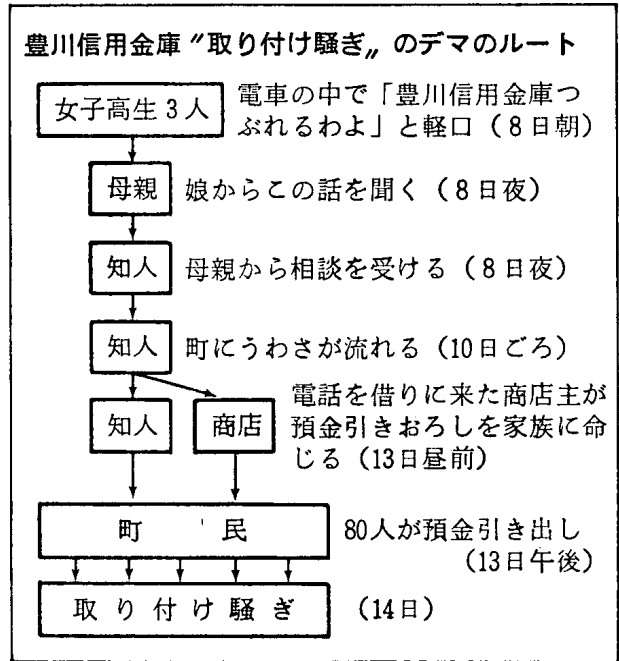 豊川信用金庫〝取り付け騒ぎ〟のデマのルート
女子高生3人
電車の中で「豊川信用金庫つ
ぶれるわよ」と軽口（8日朝）
母親
娘からこの話を聞く（8日夜）
知人
母親から相談を受ける（8日夜）
知人
町にうわさが流れる（10日ごろ）
知人
商店
電話を借りに来た商店主が
預金引きおろしを家族に命
じる（13日昼前）
町民
80人が預金引き出し
（13日午後）
取り付け騒ぎ
（14日）